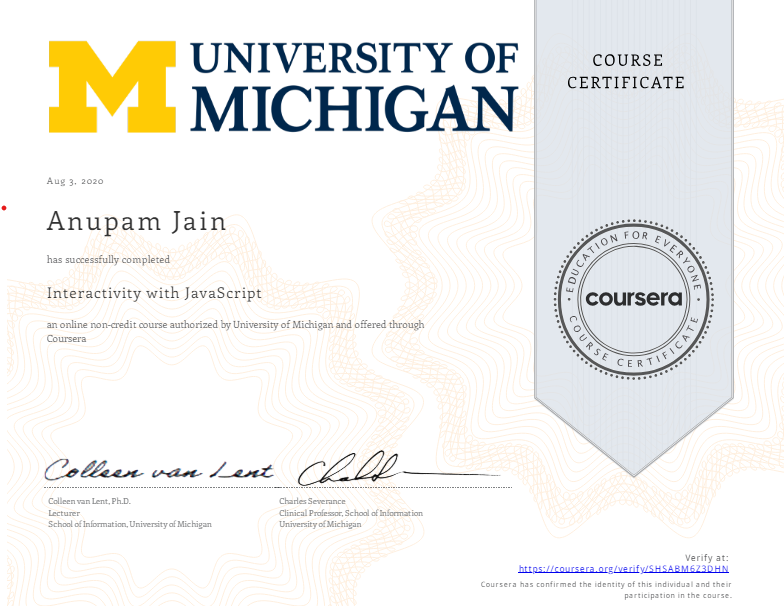 UNIVERSITY OF
MICHIGAN
COURSE
CERTIFICATE
Aug 3, 2020
Anupam Jain
has successfully completed
Interactivity with JavaScript
an online non-credit course authorized by University of Michigan and offered through
Coursera
EDUCATION FOR EVERYONE
coursera
COURSE CERTIFICATE
Colleen van Lent
Colleen van Lent, Ph.D.
Lecturer
School of Information, University of Michigan
Charles Severance
Clinical Professor, School of Information
University of Michigan
Verify at:
https://coursera.org/verify/SHSABM6Z3DHN
Coursera has confirmed the identity of this individual and their
participation in the course.